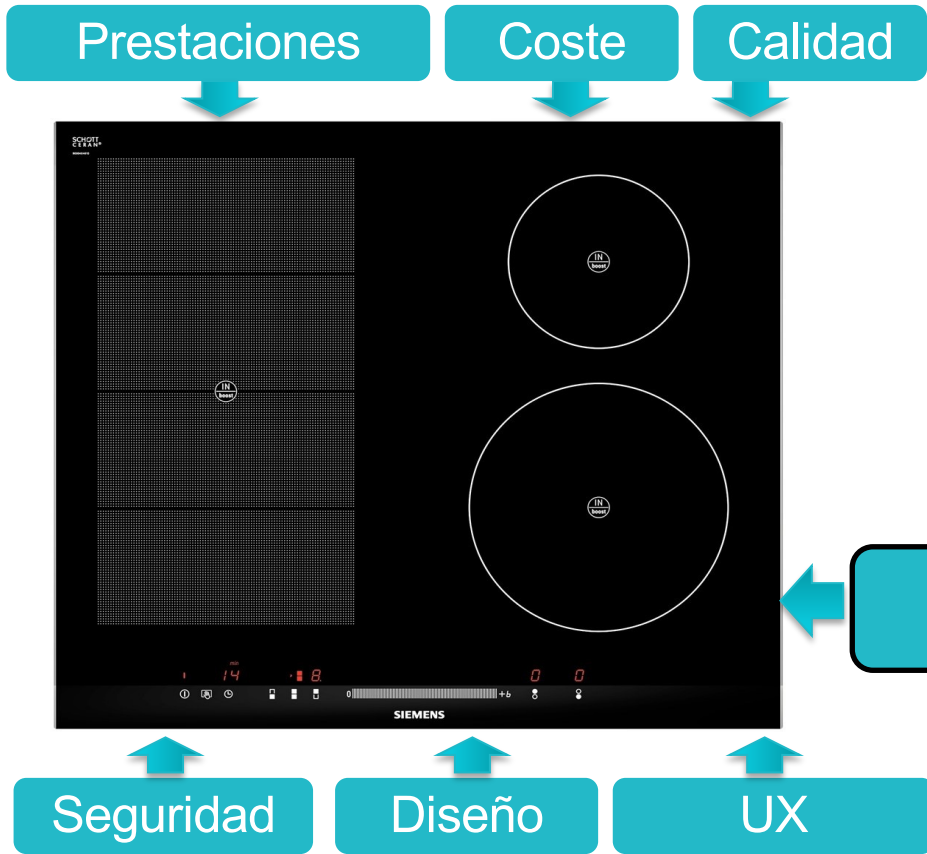 Prestaciones
Coste
Calidad
SCHOTT
CERAN®
IN
boost
IN
boost
IN
boost
14
8.
0
0
0
+b
SIEMENS
Seguridad
Diseño
UX